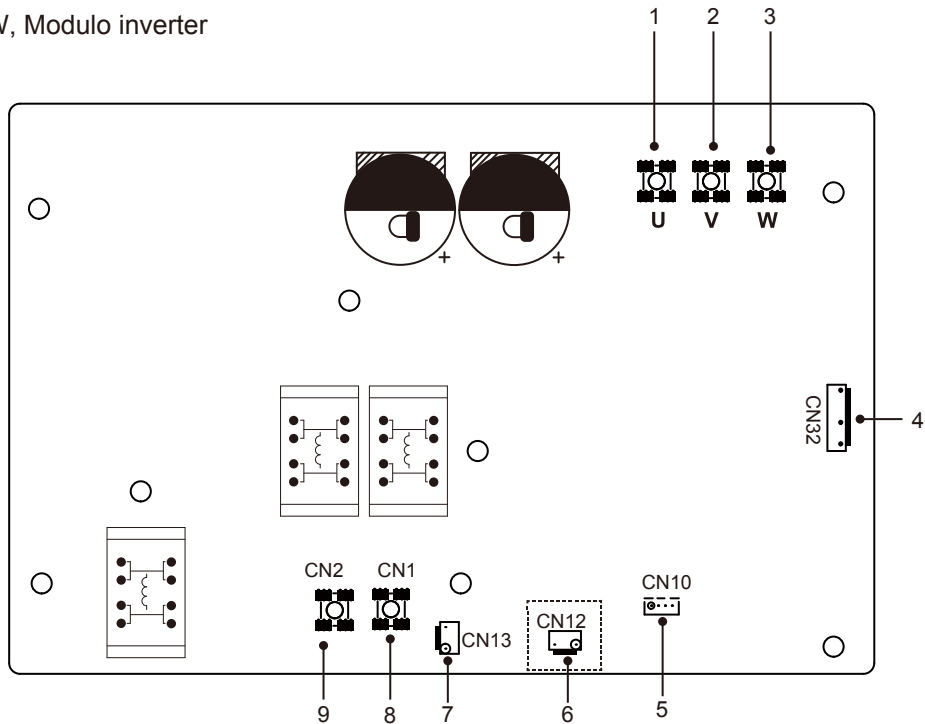 , Modulo inverter
1 2 3
U V W
+ +
CN32
4
CN2 CN1
CN10
CN12
CN13
9 8 7 6 5